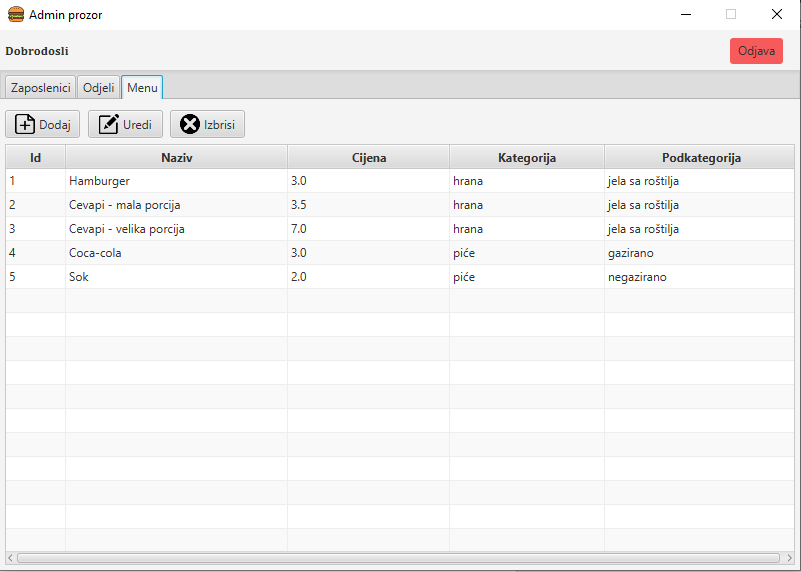 Admin prozor
Dobrodosli
Odjava
Zaposlenici Odjeli Menu
Dodaj Uredi Izbrisi
Id Naziv Cijena Kategorija Podkategorija
1 Hamburger 3.0 hrana jela sa roštilja
2 Cevapi - mala porcija 3.5 hrana jela sa roštilja
3 Cevapi - velika porcija 7.0 hrana jela sa roštilja
4 Coca-cola 3.0 piće gazirano
5 Sok 2.0 piće negazirano